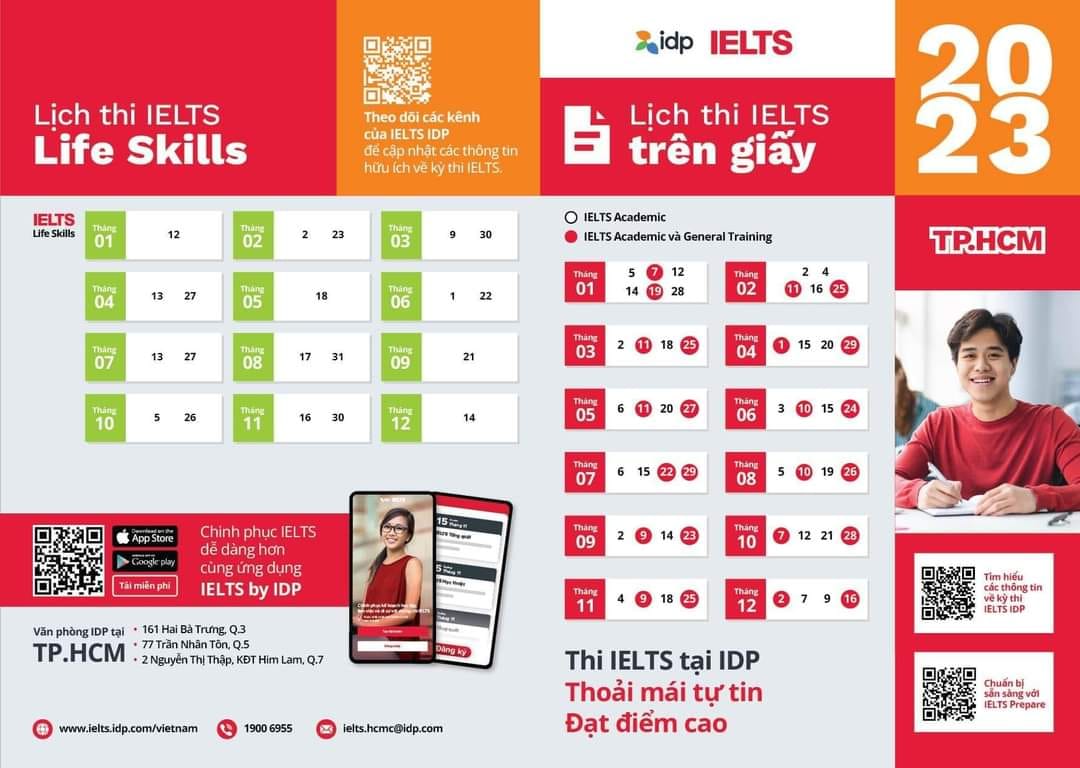 Lịch thi IELTS
Life Skills
Theo dõi các kênh
của IELTS IDP
để cập nhật các thông tin
hữu ích về kỳ thi IELTS.
IELTS
Life Skills
Tháng 01 12
Tháng 02 2 23
Tháng 03 9 30
Tháng 04 13 27
Tháng 05 18
Tháng 06 1 22
Tháng 07 13 27
Tháng 08 17 31
Tháng 09 21
Tháng 10 5 26
Tháng 11 16 30
Tháng 12 14
Download on the
App Store
Google play
Tải miễn phí
Chinh phục IELTS
dễ dàng hơn
cùng ứng dụng
IELTS by IDP
Đăng ký
Văn phòng IDP tại
TP.HCM
• 161 Hai Bà Trưng, Q.3
• 77 Trần Nhân Tôn, Q.5
• 2 Nguyễn Thị Thập, KĐT Him Lam, Q.7
www.ielts.idp.com/vietnam
1900 6955
ielts.hcmc@idp.com
idp IELTS
Lịch thi IELTS
trên giấy
IELTS Academic
IELTS Academic và General Training
Tháng 01 5 7 12
14 19 28
Tháng 02 2 4
11 16 25
Tháng 03 2 11 18 25
Tháng 04 1 15 20 29
Tháng 05 6 11 20 27
Tháng 06 3 10 15 24
Tháng 07 6 15 22 29
Tháng 08 5 10 19 26
Tháng 09 2 9 14 23
Tháng 10 7 12 21 28
Tháng 11 4 9 18 25
Tháng 12 2 7 9 16
Thi IELTS tại IDP
Thoải mái tự tin
Đạt điểm cao
20
23
TP.HCM
Tìm hiểu
các thông tin
về kỳ thi
IELTS IDP
Chuẩn bị
sẵn sàng với
IELTS Prepare